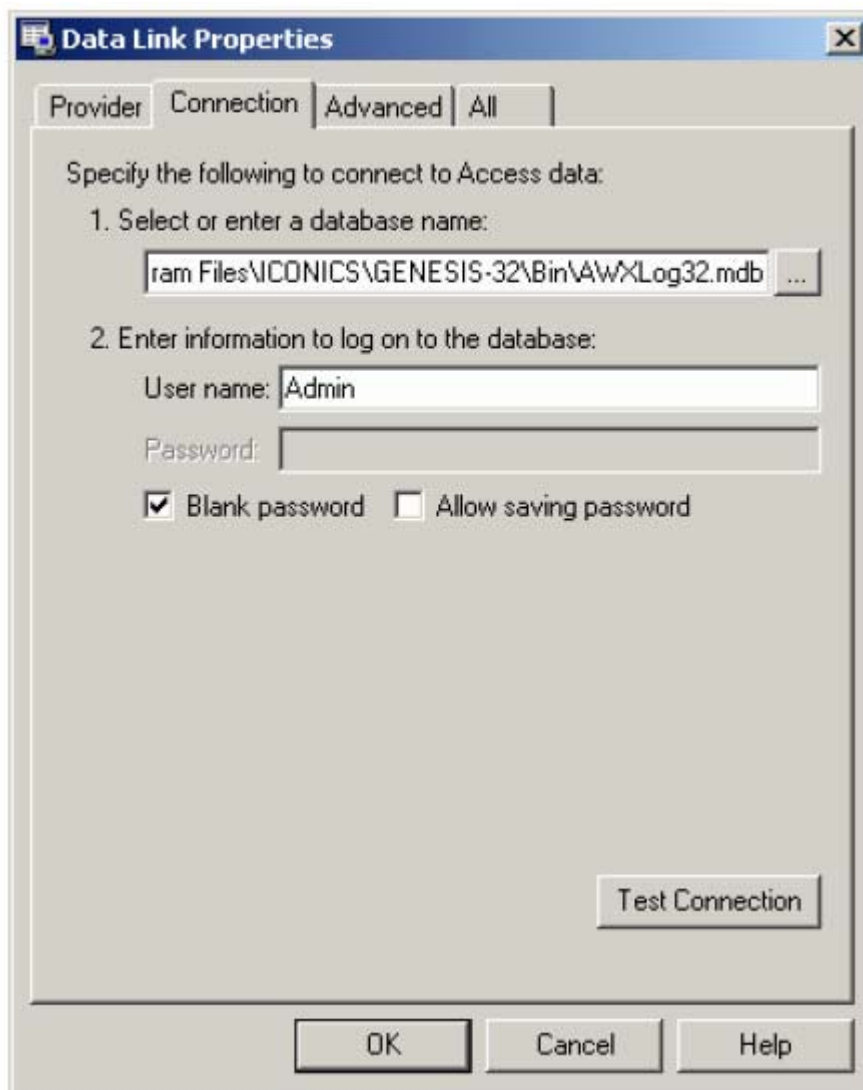 Data Link Properties
Provider Connection Advanced All
Specify the following to connect to Access data:
1. Select or enter a database name:
ram Files\ICONICS\GENESIS-32\Bin\AWXLog32.mdb ...
2. Enter information to log on to the database:
User name: Admin
Password:
Blank password Allow saving password
Test Connection
OK Cancel Help